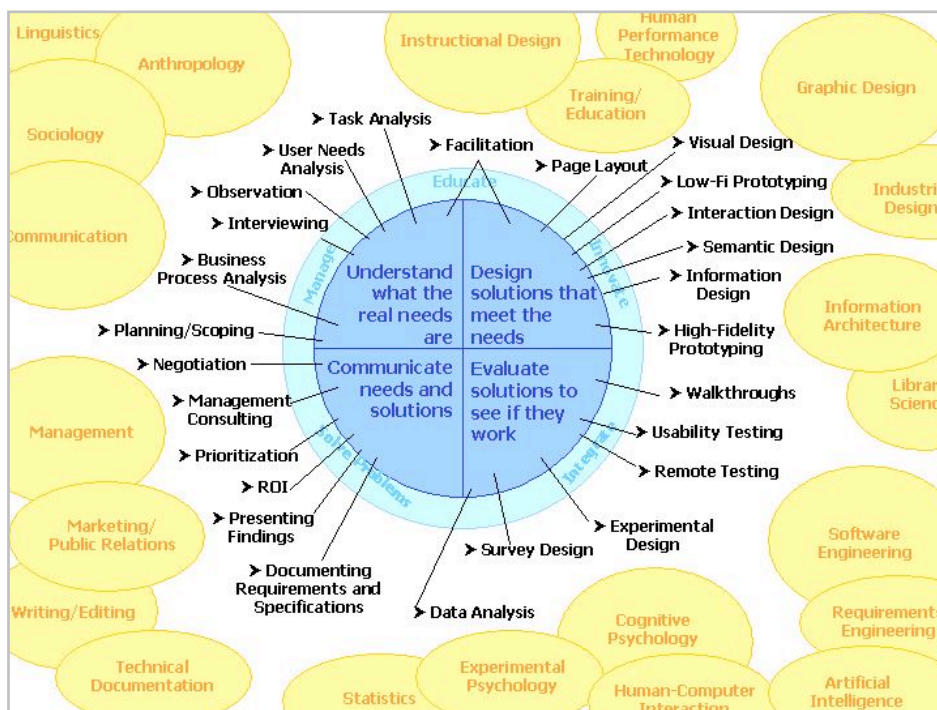 Linguistics
Anthropology
Sociology
Communication
Instructional Design
Human
Performance
Technology
Training/
Education
Graphic Design
Industri
Design
Information
Architecture
Librar
Scienc
Task Analysis
User Needs
Analysis
Observation
Interviewing
Business
Process Analysis
Planning/Scoping
Facilitation
Page Layout
Visual Design
Low-Fi Prototyping
Interaction Design
Semantic Design
Information
Design
High-Fidelity
Prototyping
Educate
Manage
Innovate
Solve Problems
Integrate
Understand
what the
real needs
are
Design
solutions that
meet the
needs
Communicate
needs and
solutions
Evaluate
solutions to
see if they
work
Negotiation
Management
Consulting
Prioritization
ROI
Presenting
Findings
Documenting
Requirements and
Specifications
Walkthroughs
Usability Testing
Remote Testing
Experimental
Design
Survey Design
Data Analysis
Management
Marketing/
Public Relations
Writing/Editing
Technical
Documentation
Statistics
Experimental
Psychology
Cognitive
Psychology
Human-Computer
Interaction
Software
Engineering
Requirements
Engineering
Artificial
Intelligence